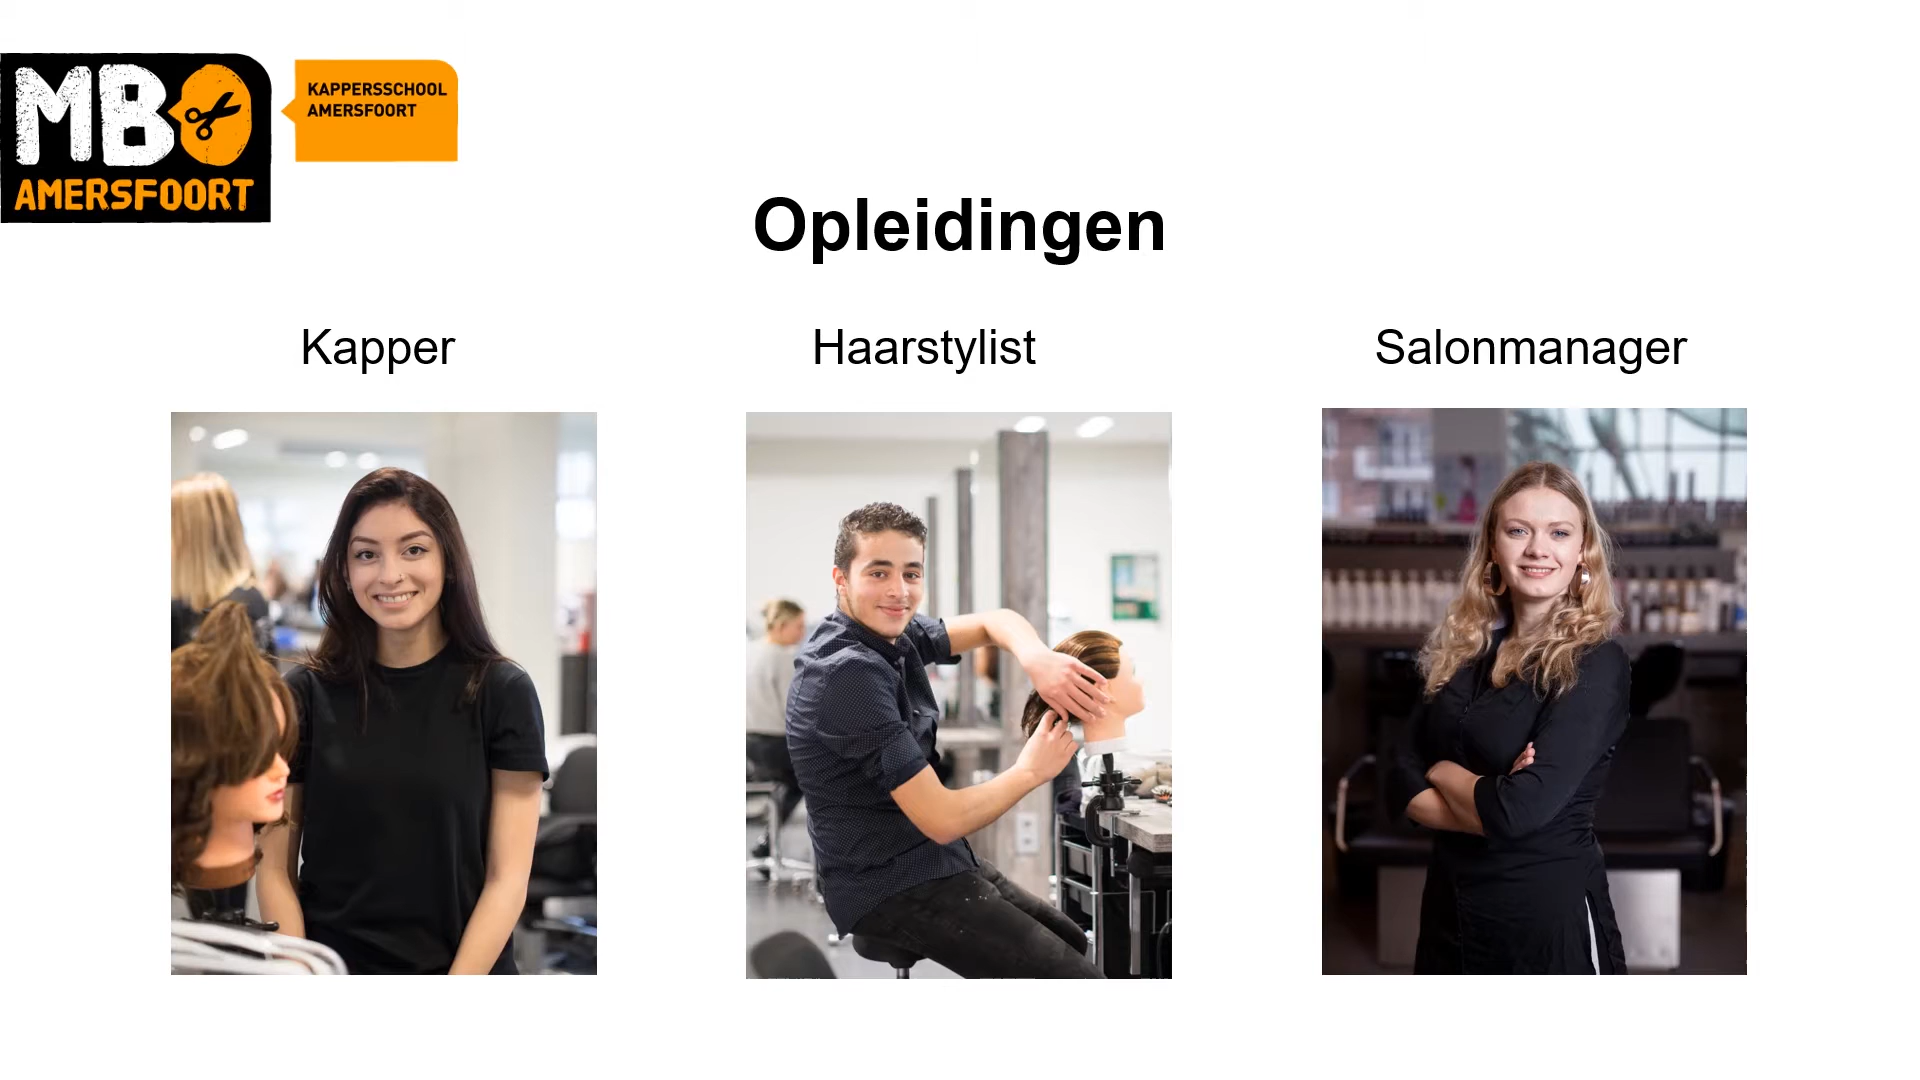 MBO
AMERSFOORT
KAPPERSSCHOOL
AMERSFOORT
Opleidingen
Kapper
Haarstylist
Salonmanager